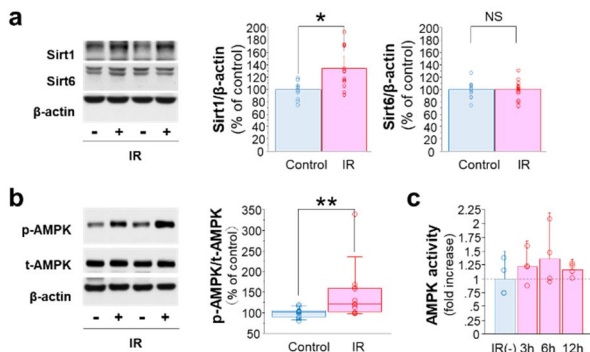 a
Sirt1
Sirt6
β-actin
- + - +
IR
Sirt1/β-actin
(% of control)
200
180
160
140
120
100
80
60
40
20
0
*
Control IR
Sirt6/β-actin
(% of control)
200
180
160
140
120
100
80
60
40
20
0
NS
Control IR
b
p-AMPK
t-AMPK
β-actin
- + - +
IR
p-AMPK/t-AMPK
(% of control)
350
300
250
200
150
100
50
**
Control IR
c
AMPK activity
(fold increase)
2.25
2
1.75
1.5
1.25
1
.75
.5
.25
0
IR(-) 3h 6h 12h